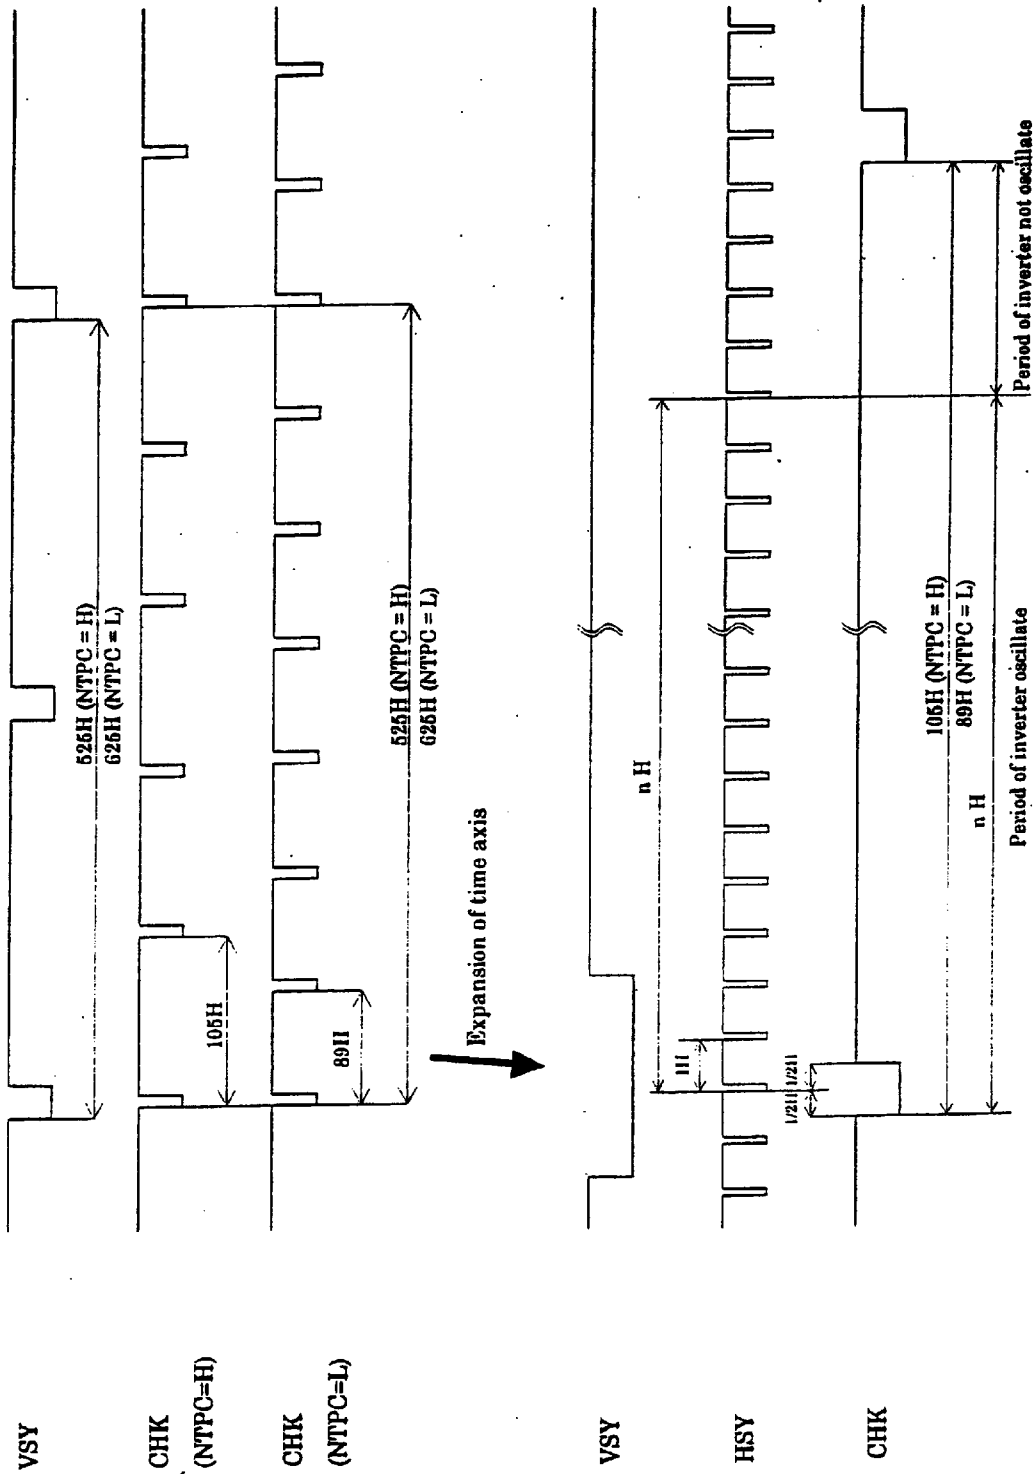 VSY
525H (NTPC = H)
625H (NTPC = L)
CHK
(NTPC=H)
105H
CHK
(NTPC=L)
89H
525H (NTPC = H)
625H (NTPC = L)
Expansion of time axis
VSY
n H
HSY
1H
1/2H
1/2H
CHK
105H (NTPC = H)
89H (NTPC = L)
n H
Period of inverter oscillate
Period of inverter not oscillate